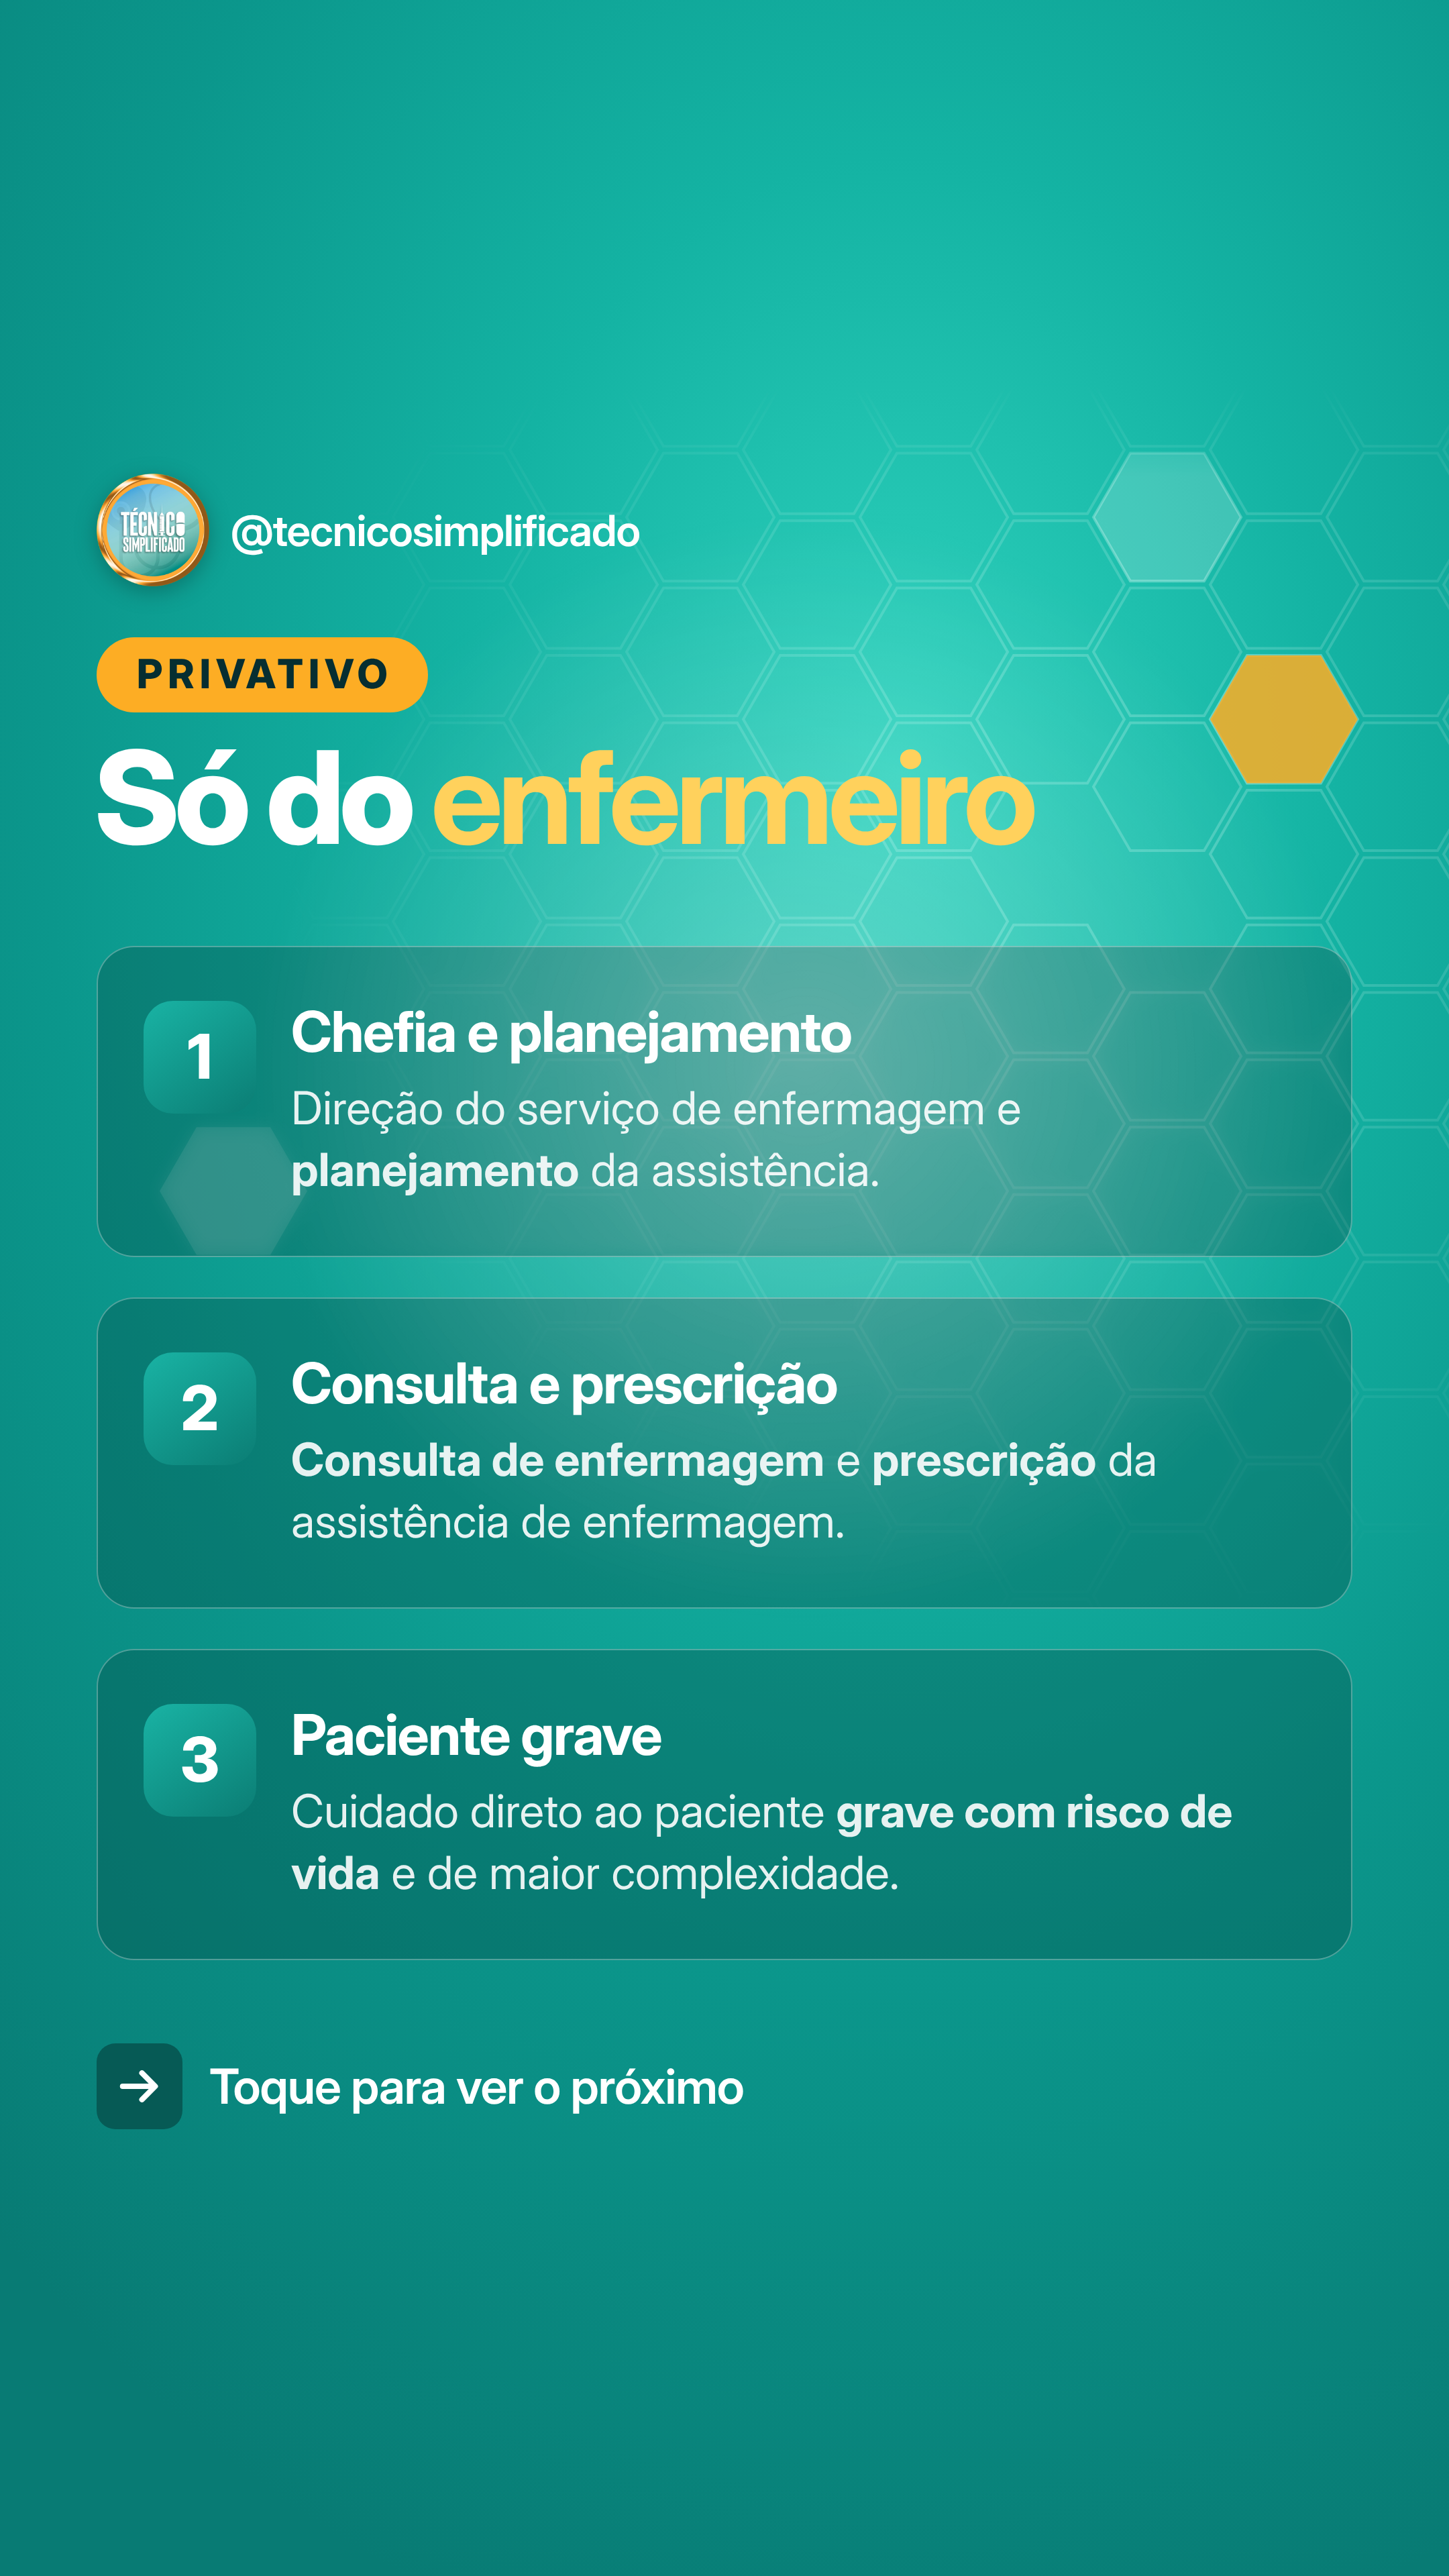 TÉCNICO
SIMPLIFICADO
@tecnicosimplificado
PRIVATIVO
Só do enfermeiro
1
Chefia e planejamento
Direção do serviço de enfermagem e
planejamento da assistência.
2
Consulta e prescrição
Consulta de enfermagem e prescrição da
assistência de enfermagem.
3
Paciente grave
Cuidado direto ao paciente grave com risco de
vida e de maior complexidade.
Toque para ver o próximo